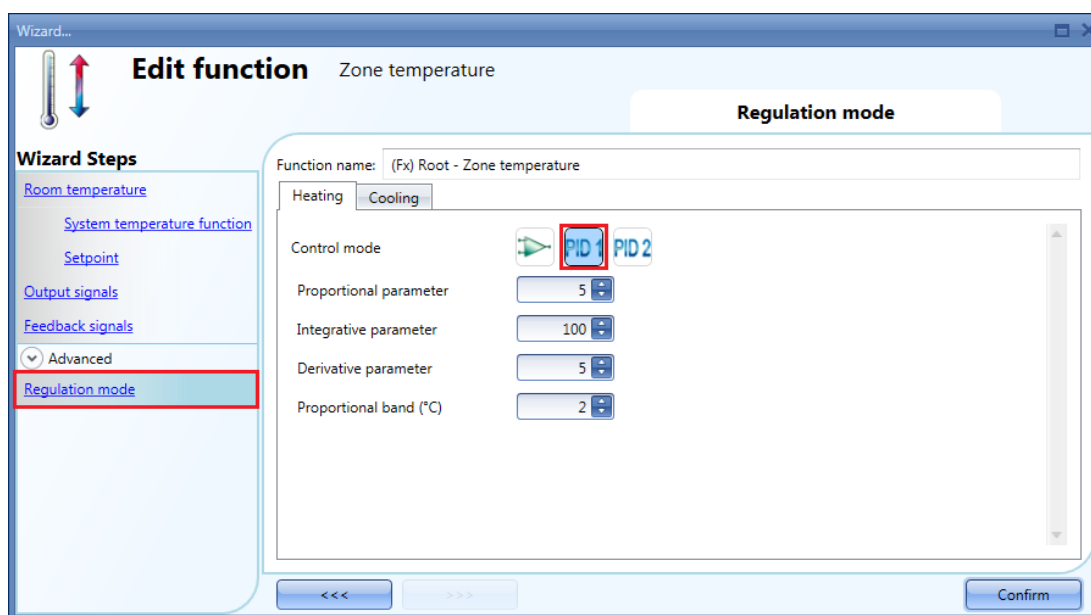 Wizard...
Edit function Zone temperature
Regulation mode
Wizard Steps
Room temperature
System temperature function
Setpoint
Output signals
Feedback signals
Advanced
Regulation mode
Function name: (Fx) Root - Zone temperature
Heating Cooling
Control mode PID 1 PID 2
Proportional parameter 5
Integrative parameter 100
Derivative parameter 5
Proportional band (°C) 2
<<< >>> Confirm